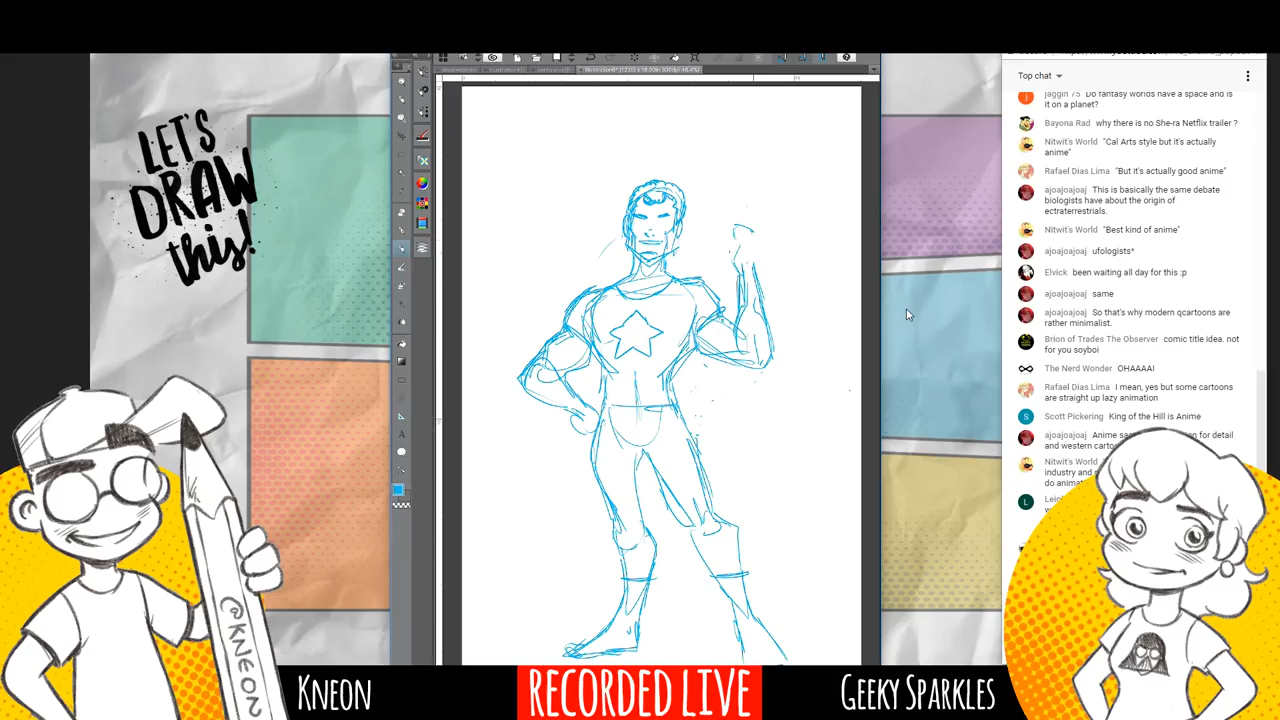 LET'S
DRAW
this!
Top chat
jaggin 75 Do fantasy worlds have a space and is
it on a planet?
Bayona Rad why there is no She-ra Netflix trailer ?
Nitwit's World "Cal Arts style but it's actually
anime"
Rafael Dias Lima "But it's actually good anime"
ajoajoajoaj This is basically the same debate
biologists have about the origin of
ectraterrestrials.
Nitwit's World "Best kind of anime"
ajoajoajoaj ufologists*
Elvick been waiting all day for this :p
ajoajoajoaj same
ajoajoajoaj So that's why modern qcartoons are
rather minimalist.
Brion of Trades The Observer comic title idea. not
for you soyboi
The Nerd Wonder OHAAAA!
Rafael Dias Lima I mean, yes but some cartoons
are straight up lazy animation
Scott Pickering King of the Hill is Anime
ajoajoajoaj Anime for detail
and western
Nitwit's
industry and
do
@KNEON
KNEON
RECORDED LIVE
GEEKY SPARKLES